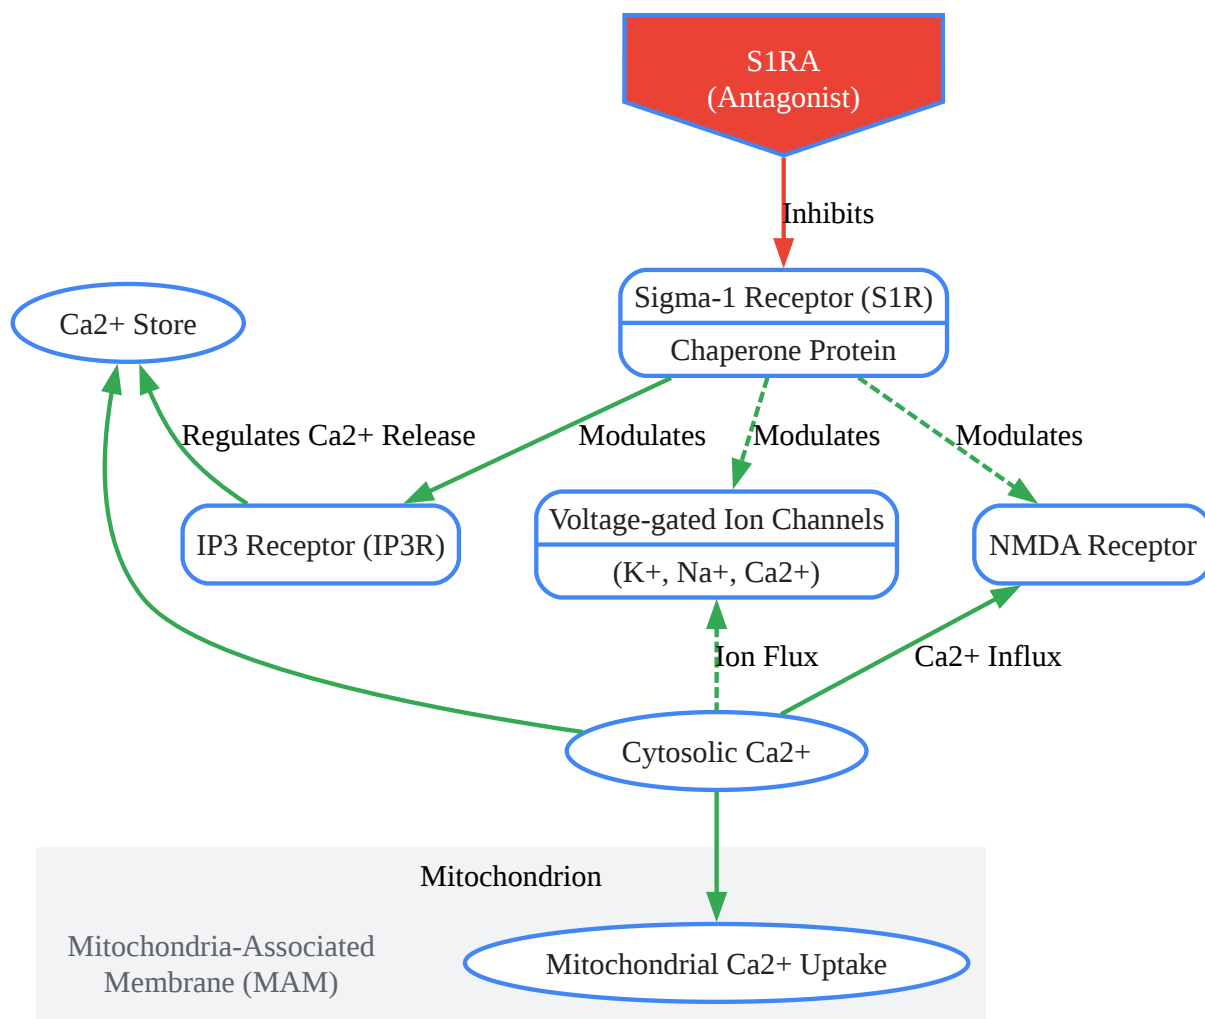 S1RA
(Antagonist)
Inhibits
Sigma-1 Receptor (S1R)
Chaperone Protein
Ca2+ Store
Regulates Ca2+ Release
Modulates
Modulates
Modulates
IP3 Receptor (IP3R)
Voltage-gated Ion Channels
(K+, Na+, Ca2+)
NMDA Receptor
Ion Flux
Ca2+ Influx
Cytosolic Ca2+
Mitochondrion
Mitochondria-Associated
Membrane (MAM)
Mitochondrial Ca2+ Uptake